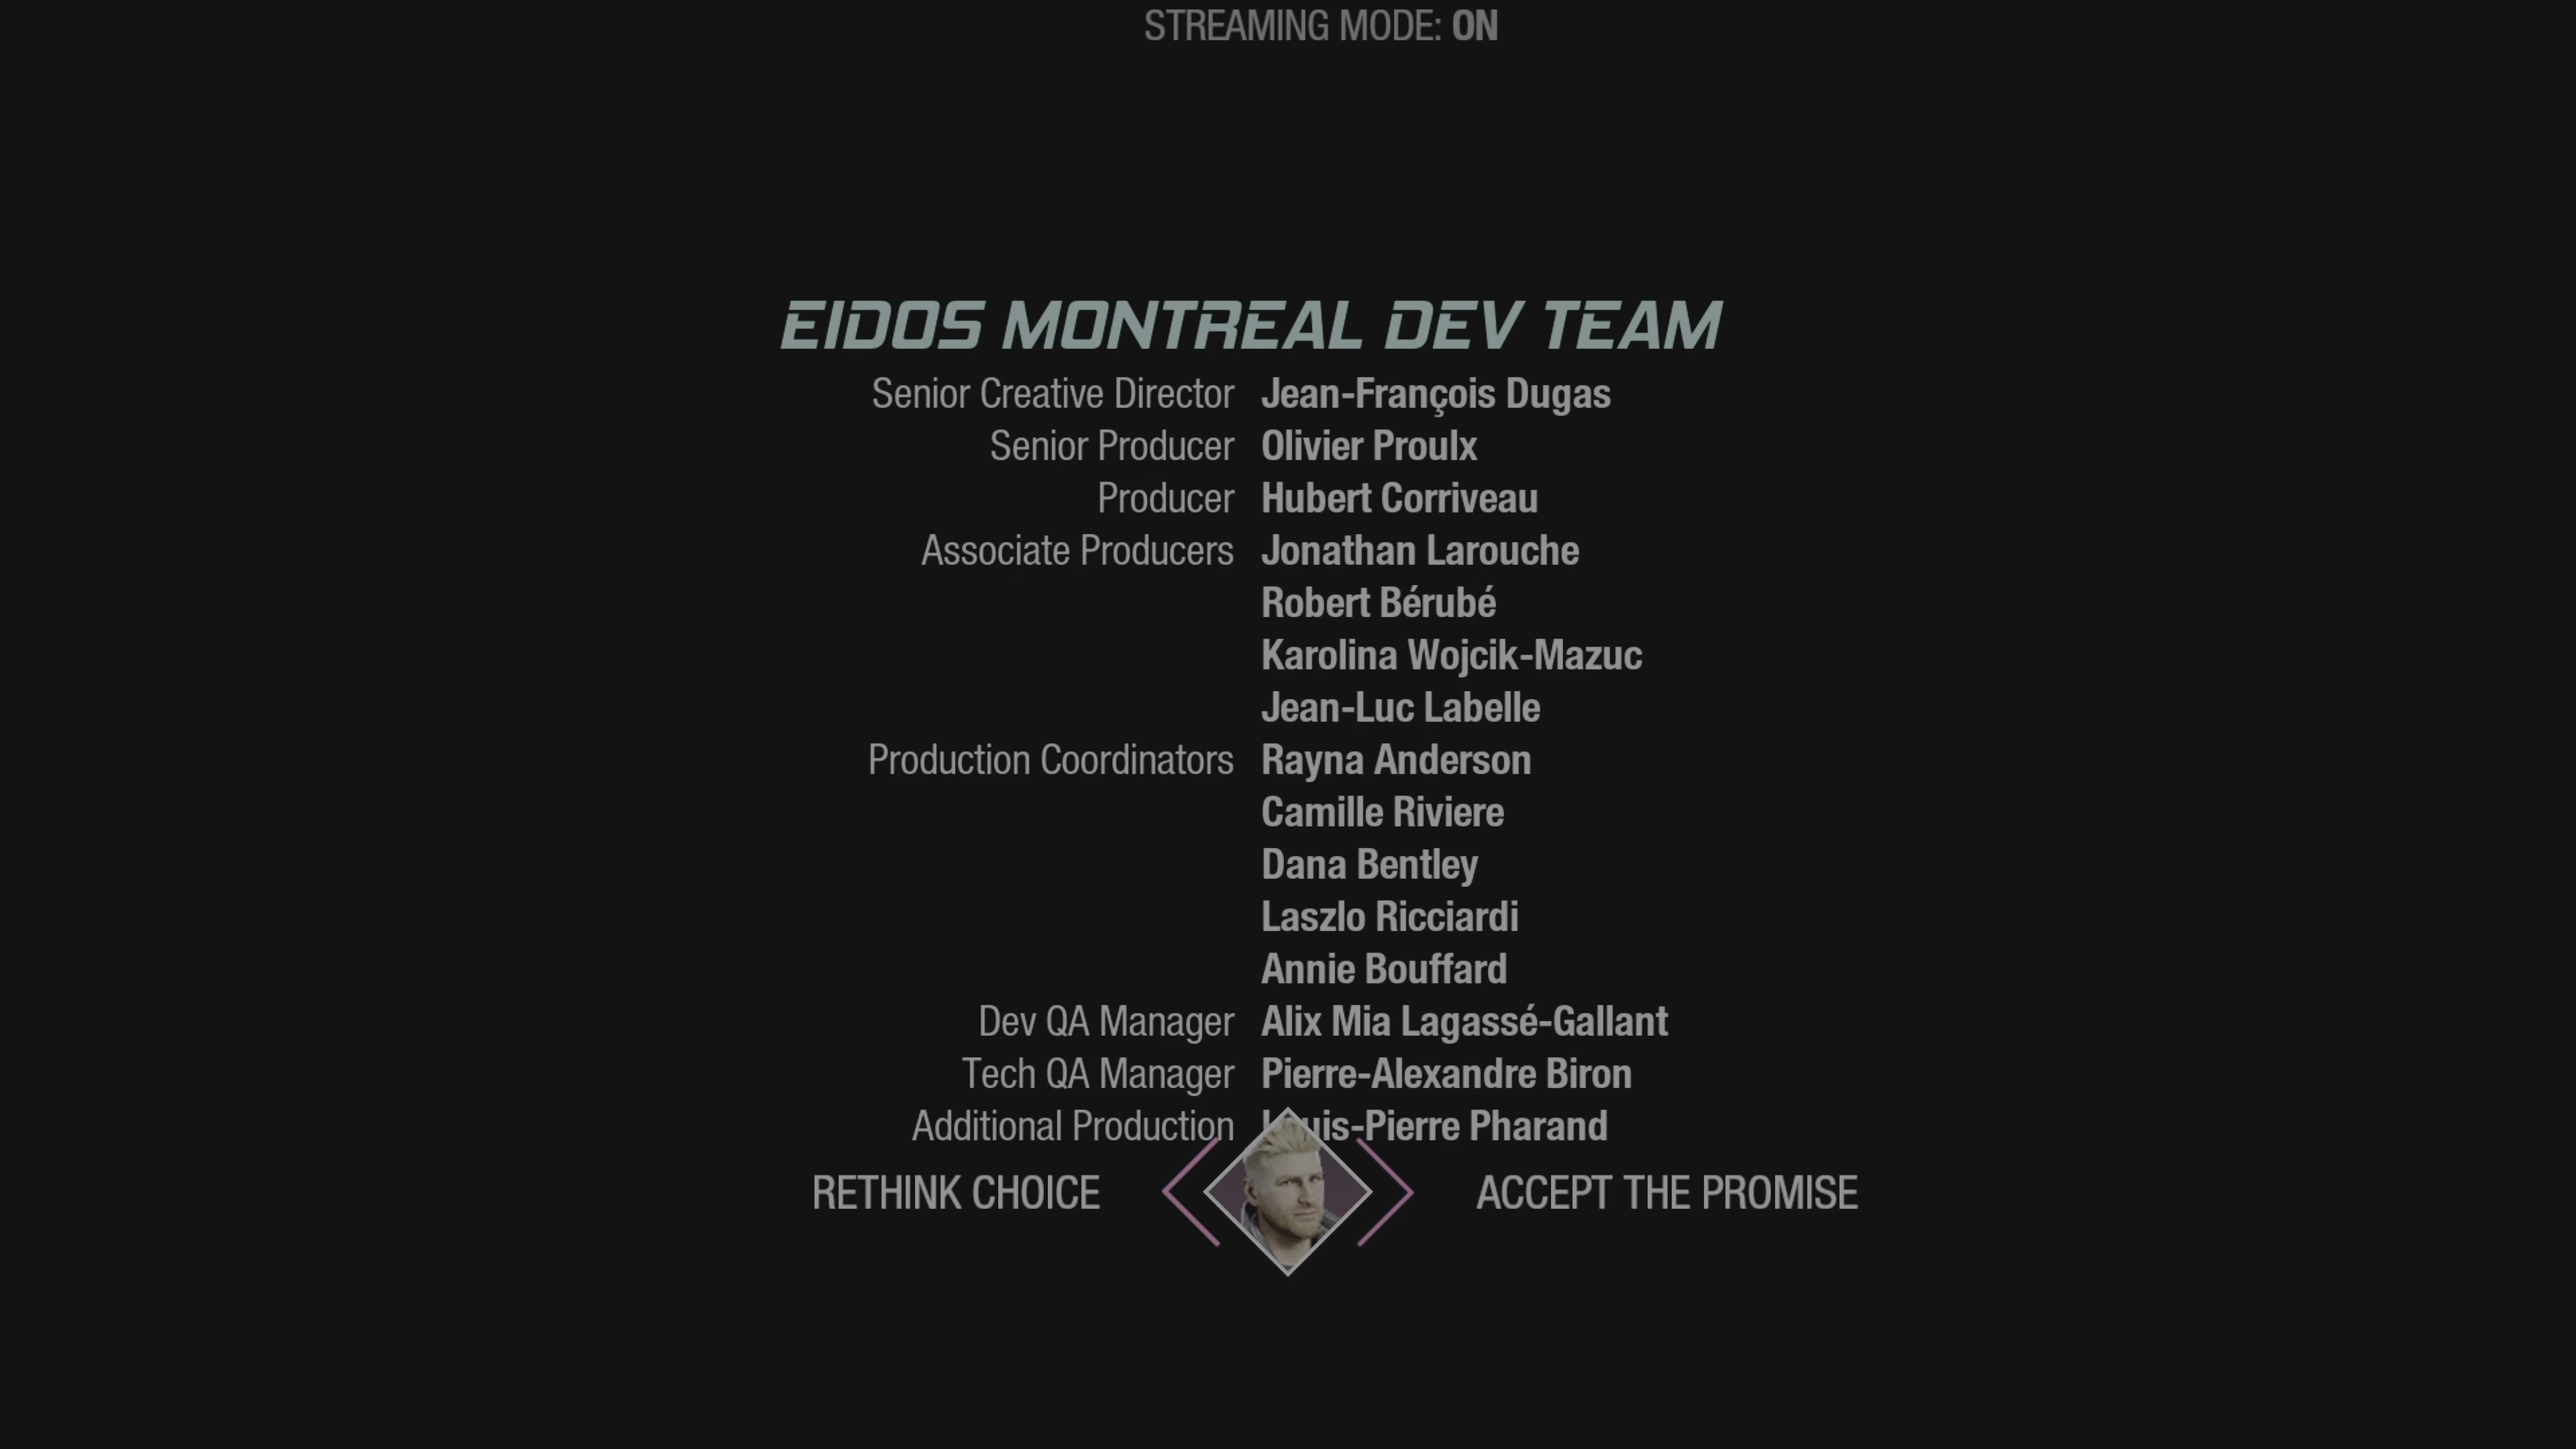 STREAMING MODE: ON
EIDOS MONTREAL DEV TEAM
Senior Creative Director Jean-François Dugas
Senior Producer Olivier Proulx
Producer Hubert Corriveau
Associate Producers Jonathan Larouche
Robert Bérubé
Karolina Wojcik-Mazuc
Jean-Luc Labelle
Production Coordinators Rayna Anderson
Camille Riviere
Dana Bentley
Laszlo Ricciardi
Annie Bouffard
Dev QA Manager Alix Mia Lagassé-Gallant
Tech QA Manager Pierre-Alexandre Biron
Additional Production Louis-Pierre Pharand
RETHINK CHOICE ACCEPT THE PROMISE